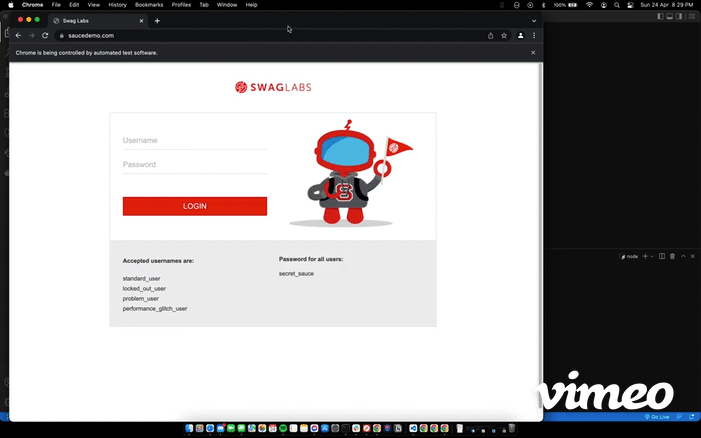 Chrome File Edit View History Bookmarks Profiles Tab Window Help
100%
Sun 24 Apr 8:29 PM
Swag Labs
saucedemo.com
Chrome is being controlled by automated test software.
SWAGLABS
Username
Password
LOGIN
S
Accepted usernames are:
standard_user
locked_out_user
problem_user
performance_glitch_user
Password for all users:
secret_sauce
node
vimeo
Go Live